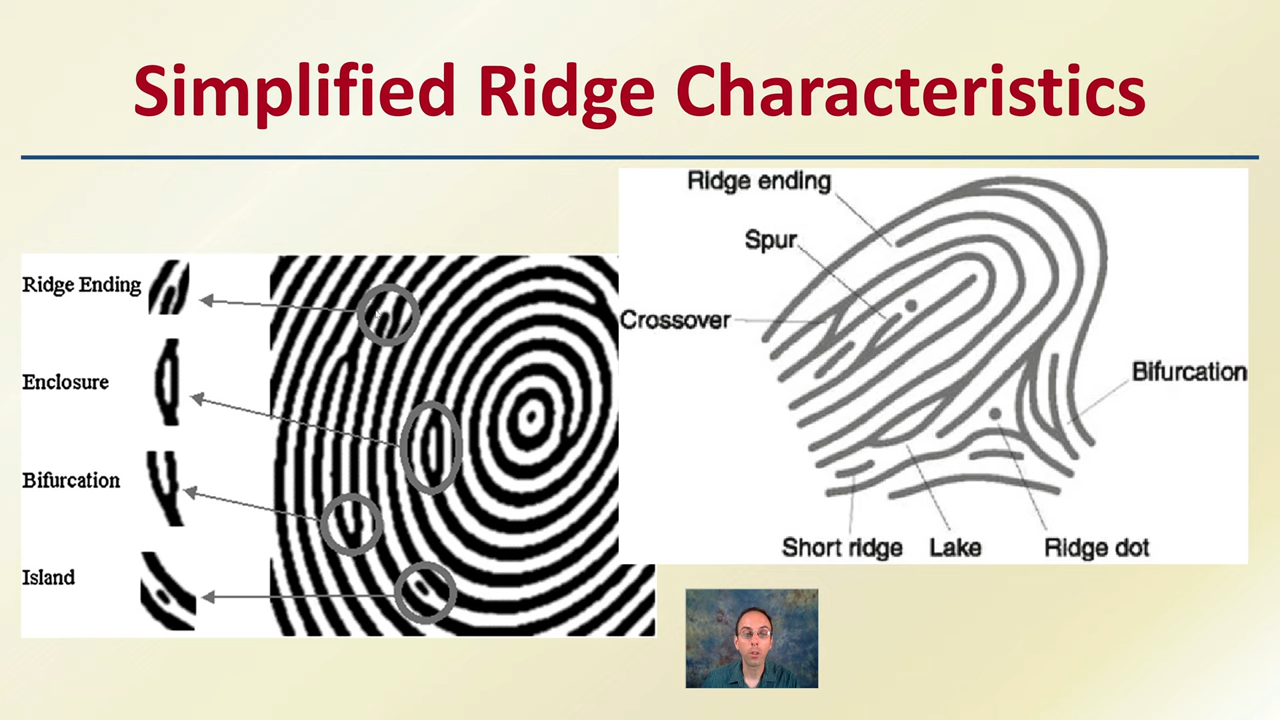 Simplified Ridge Characteristics
Ridge Ending
Enclosure
Bifurcation
Island
Ridge ending
Spur
Crossover
Bifurcation
Short ridge
Lake
Ridge dot